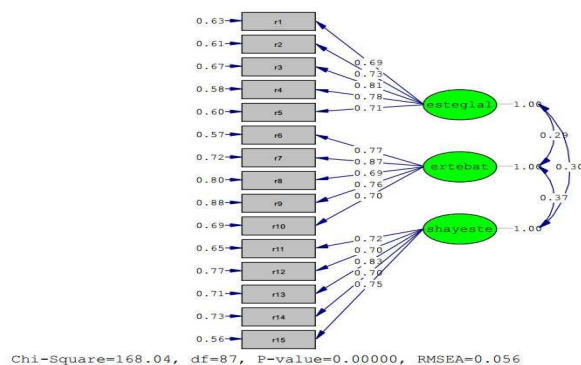 0.63 r1
0.61 r2
0.67 r3
0.58 r4
0.60 r5
0.57 r6
0.72 r7
0.80 r8
0.88 r9
0.69 r10
0.65 r11
0.77 r12
0.71 r13
0.73 r14
0.56 r15
0.69
0.73
0.81
0.78
0.71
0.77
0.87
0.69
0.76
0.70
0.72
0.70
0.83
0.70
0.75
esteglal 1.00
ertebat 1.00
shayeste 1.00
0.29
0.30
0.37
Chi-Square=168.04, df=87, P-value=0.00000, RMSEA=0.056